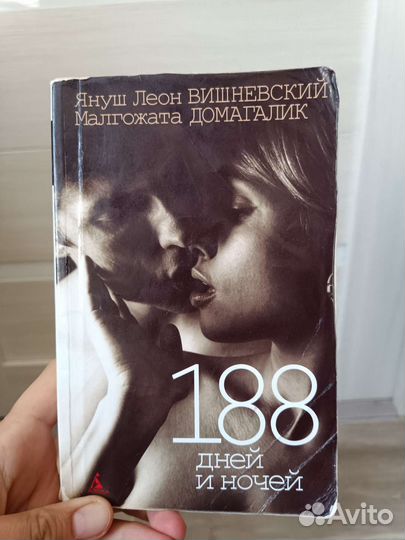 Януш Леон ВИШНЕВСКИЙ
Малгожата ДОМАГАЛИК
188
дней
и ночей
Avito